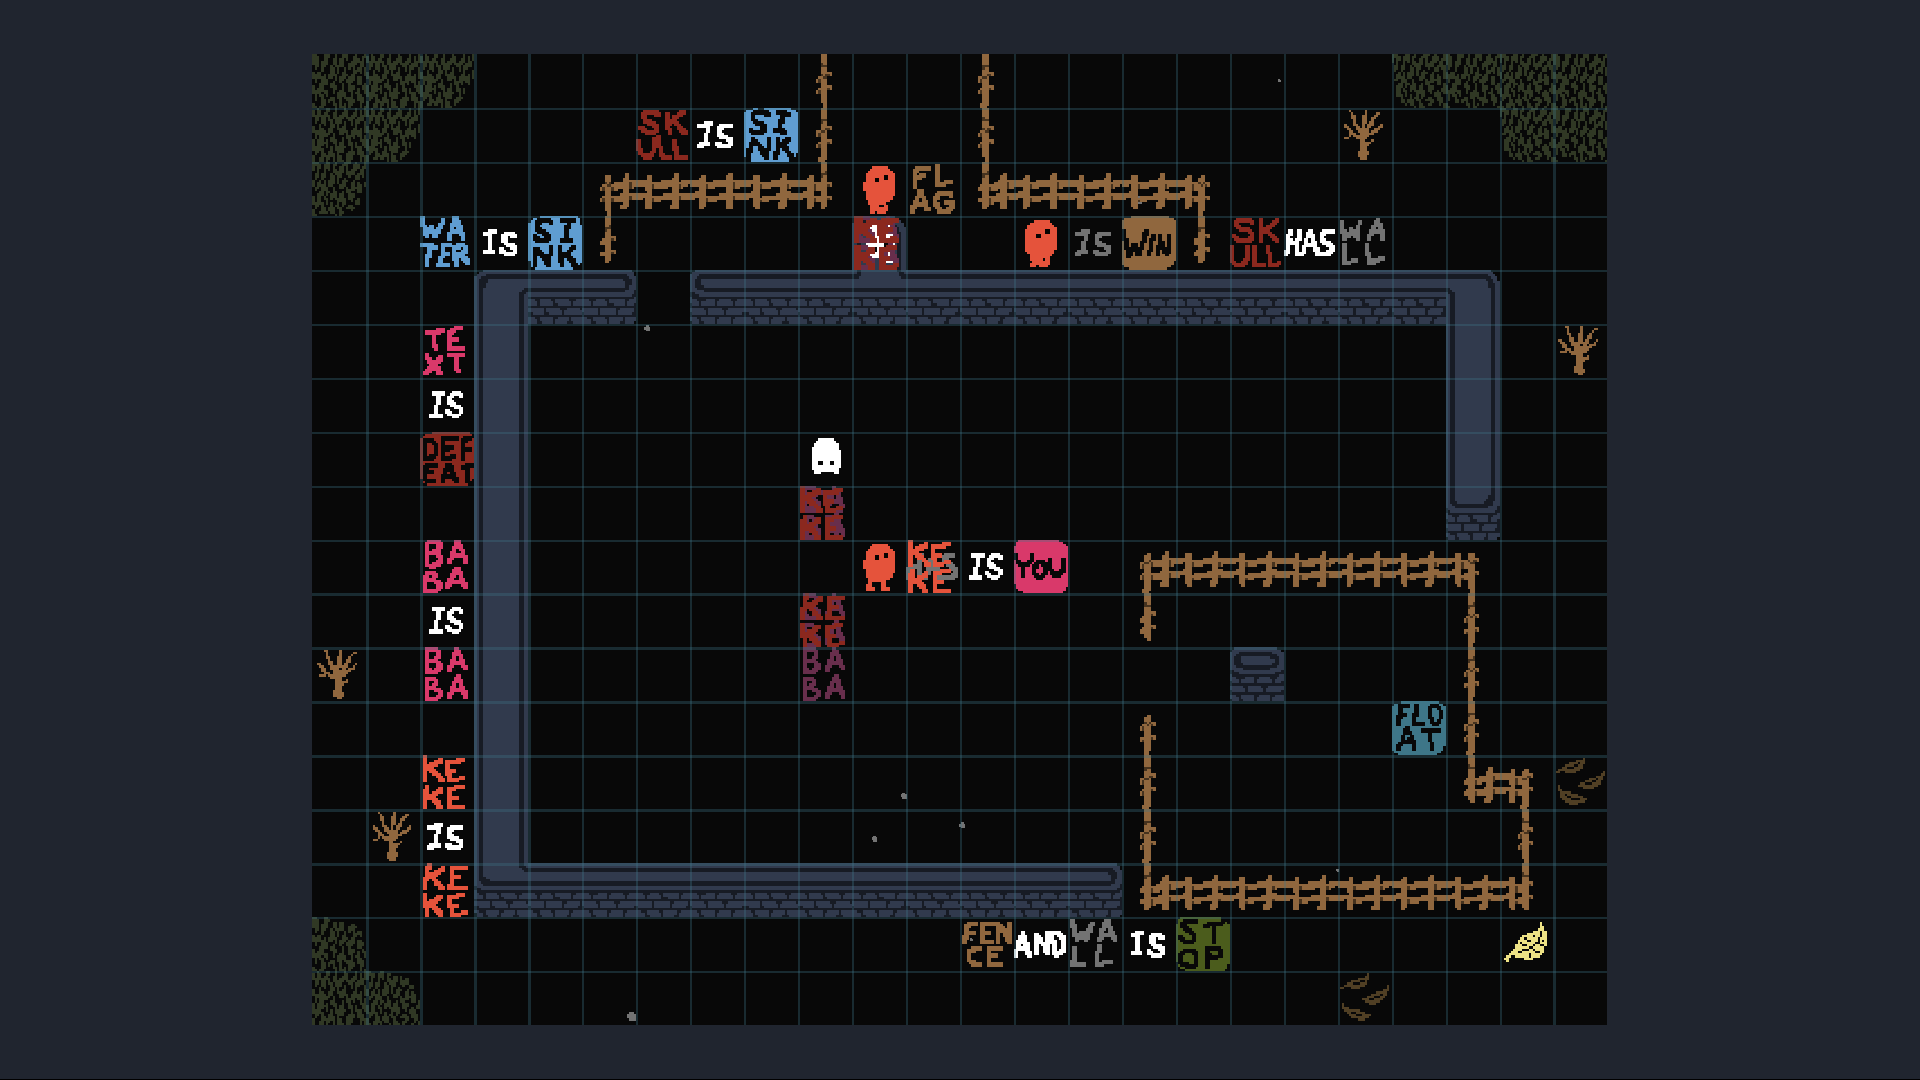 SKULL IS SINK
FLAG
WATER IS SINK
IS WIN
SKULL HAS WALL
TEXT
IS
DEFEAT
BABA
KEKE IS YOU
IS
BABA
BABA
FLOAT
KEKE
IS
KEKE
FENCE AND WALL IS STOP